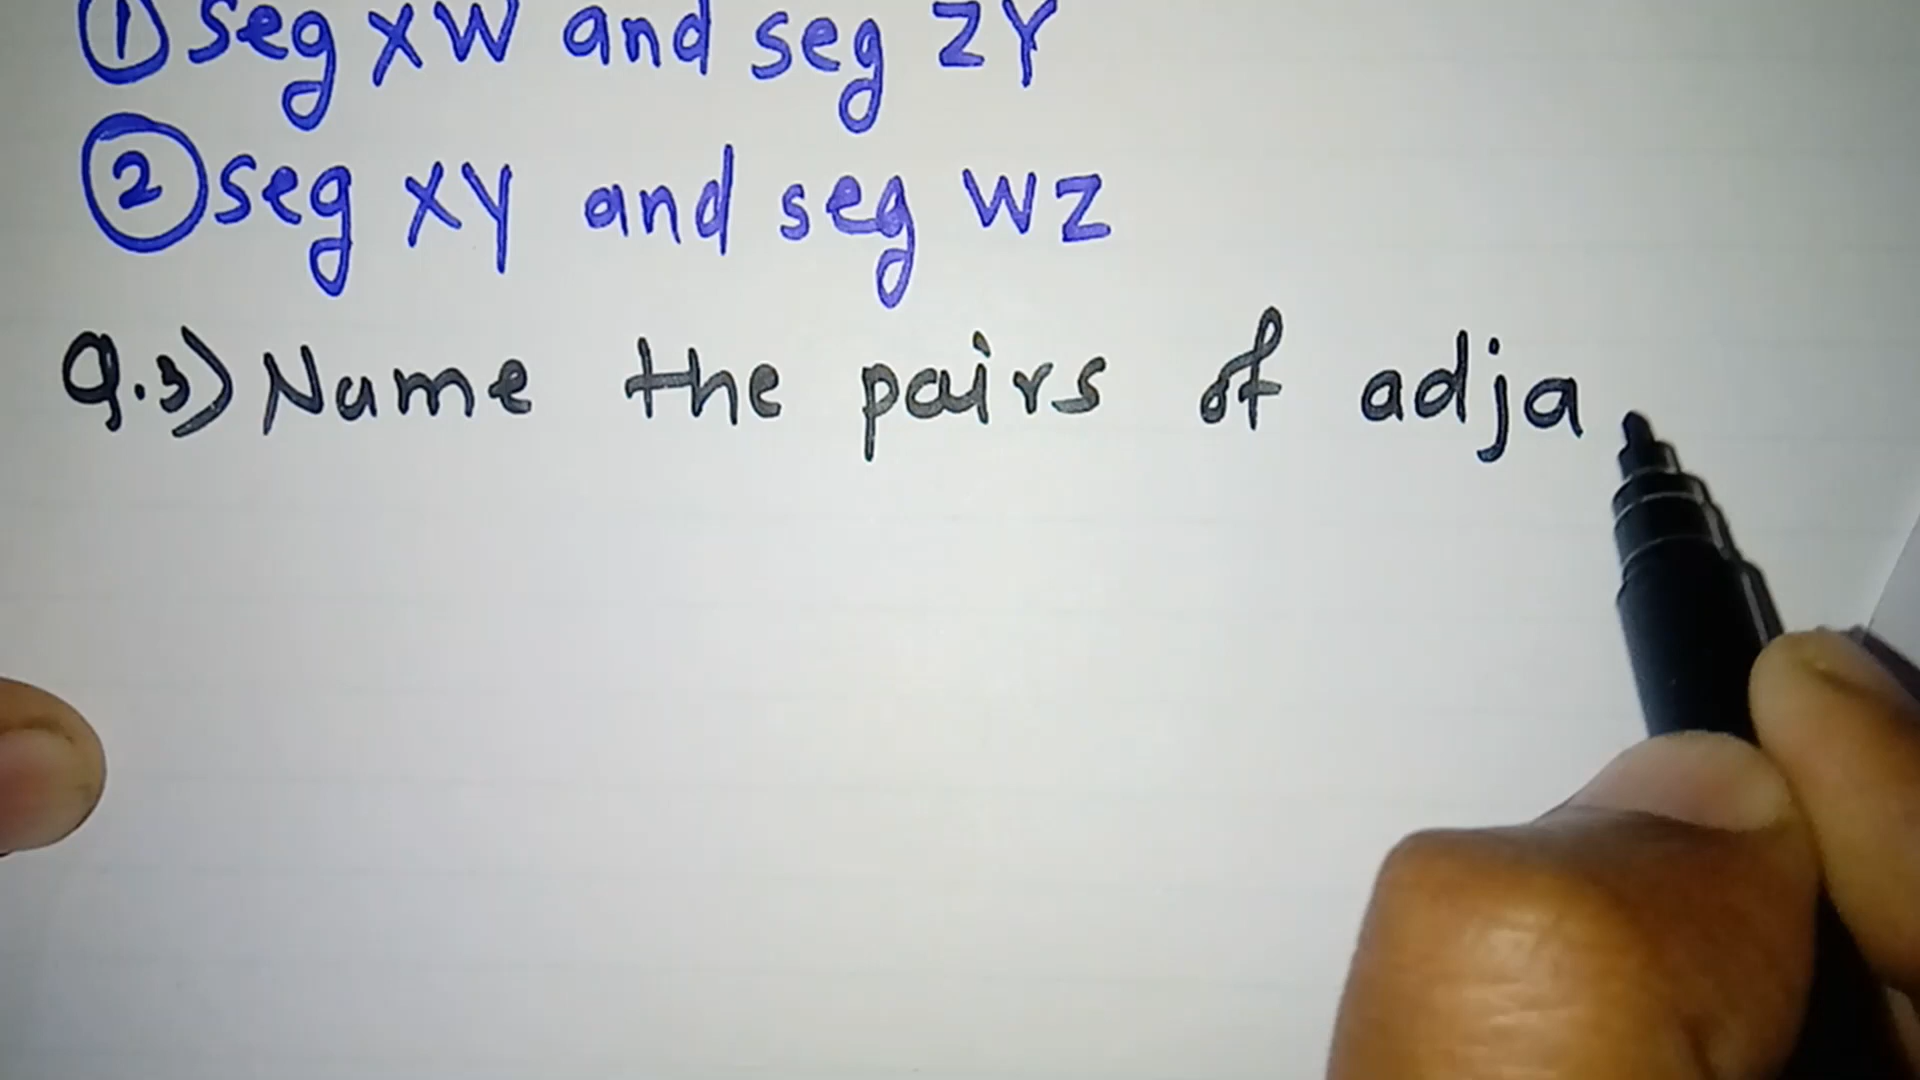 ① seg XW and seg ZY
② seg XY and seg WZ
Q.3) Name the pairs of adja